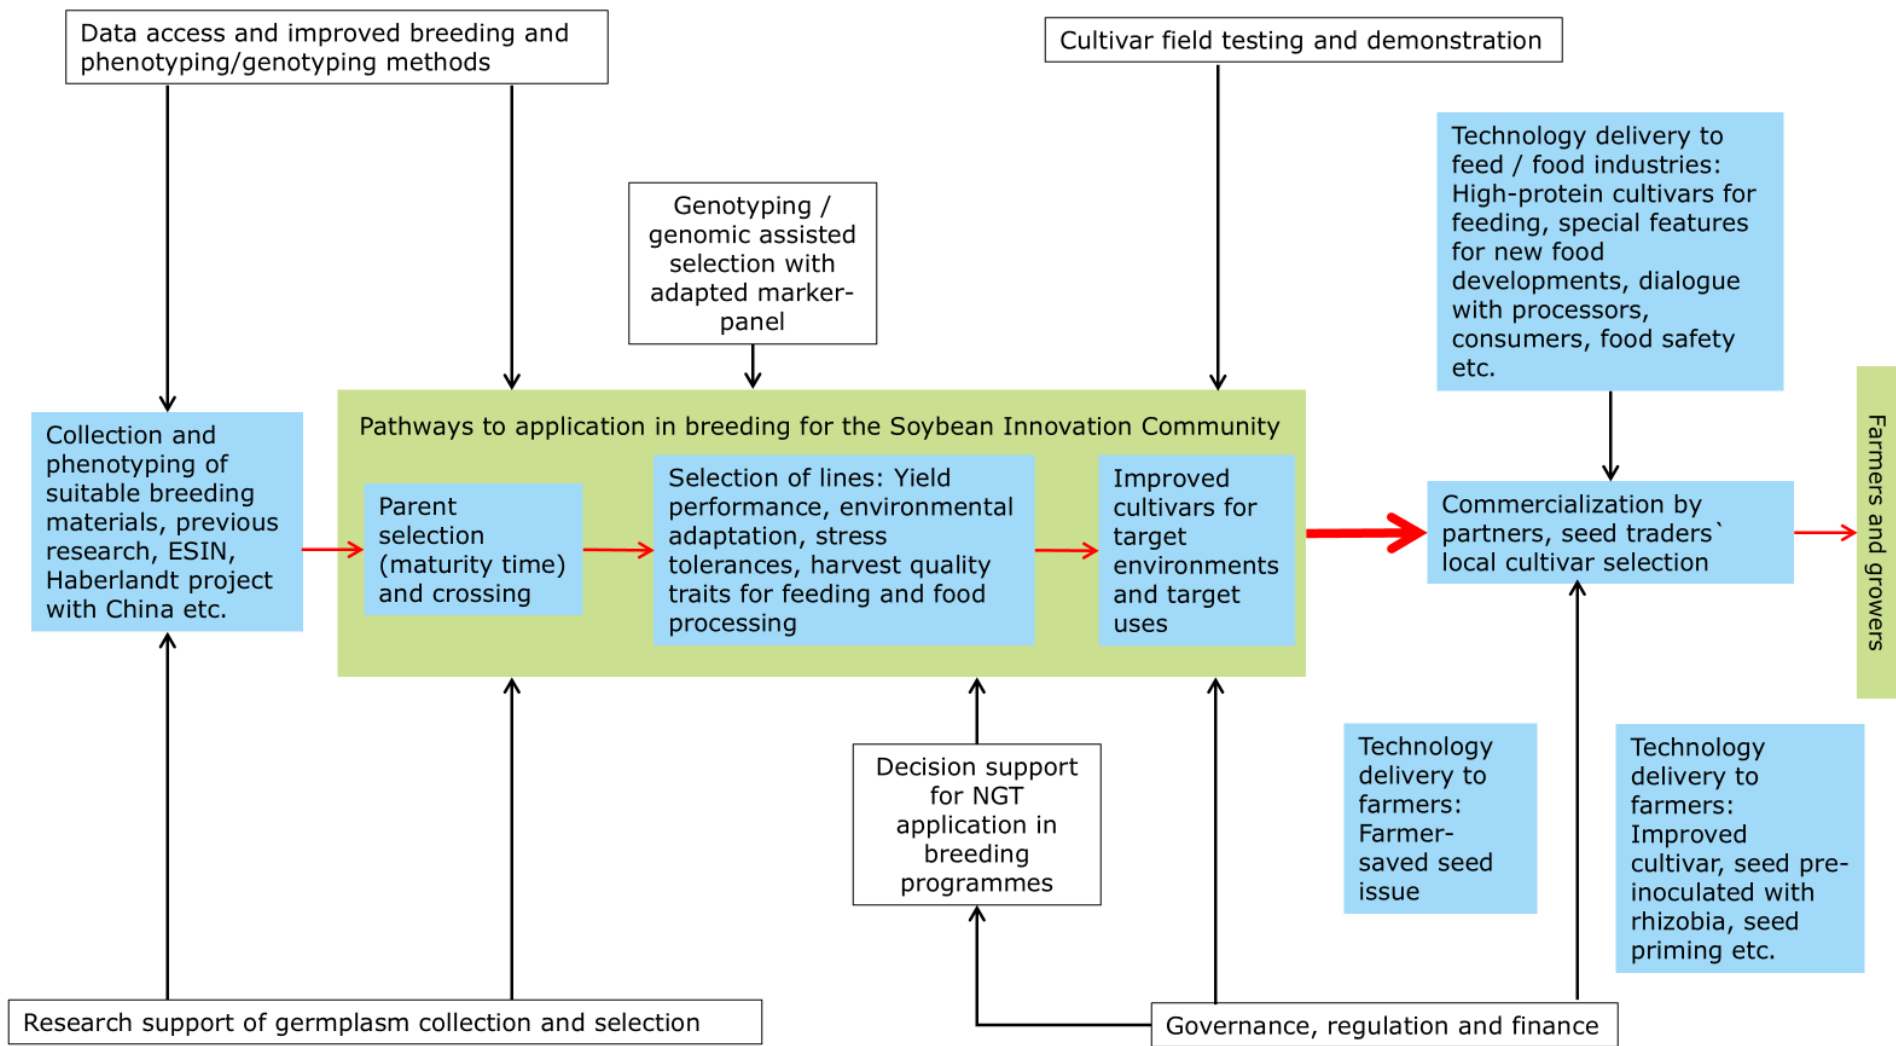 Data access and improved breeding and
phenotyping/genotyping methods
Cultivar field testing and demonstration
Genotyping /
genomic assisted
selection with
adapted marker-
panel
Technology delivery to
feed / food industries:
High-protein cultivars for
feeding, special features
for new food
developments, dialogue
with processors,
consumers, food safety
etc.
Collection and
phenotyping of
suitable breeding
materials, previous
research, ESIN,
Haberlandt project
with China etc.
Pathways to application in breeding for the Soybean Innovation Community
Parent
selection
(maturity time)
and crossing
Selection of lines: Yield
performance, environmental
adaptation, stress
tolerances, harvest quality
traits for feeding and food
processing
Improved
cultivars for
target
environments
and target
uses
Commercialization by
partners, seed traders`
local cultivar selection
Farmers and growers
Decision support
for NGT
application in
breeding
programmes
Technology
delivery to
farmers:
Farmer-
saved seed
issue
Technology
delivery to
farmers:
Improved
cultivar, seed pre-
inoculated with
rhizobia, seed
priming etc.
Research support of germplasm collection and selection
Governance, regulation and finance